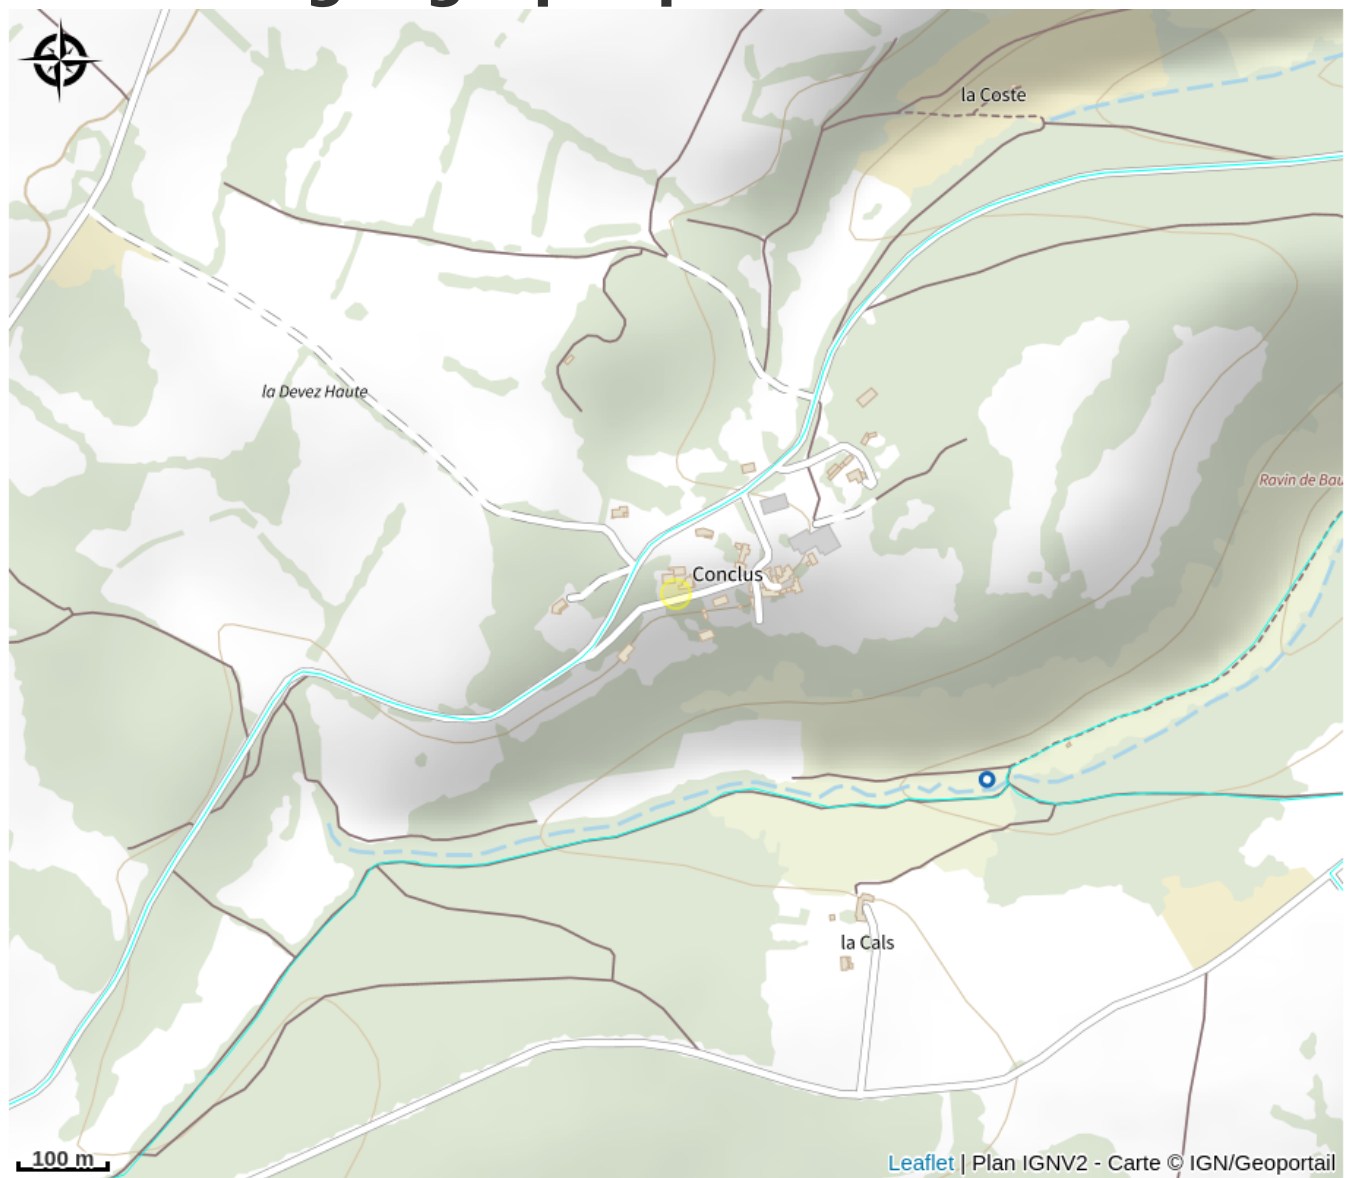 la Coste
la Devez Haute
Ravin de Bau
Conclus
la Cals
100 m
Leaflet | Plan IGNV2 - Carte © IGN/Geoportail